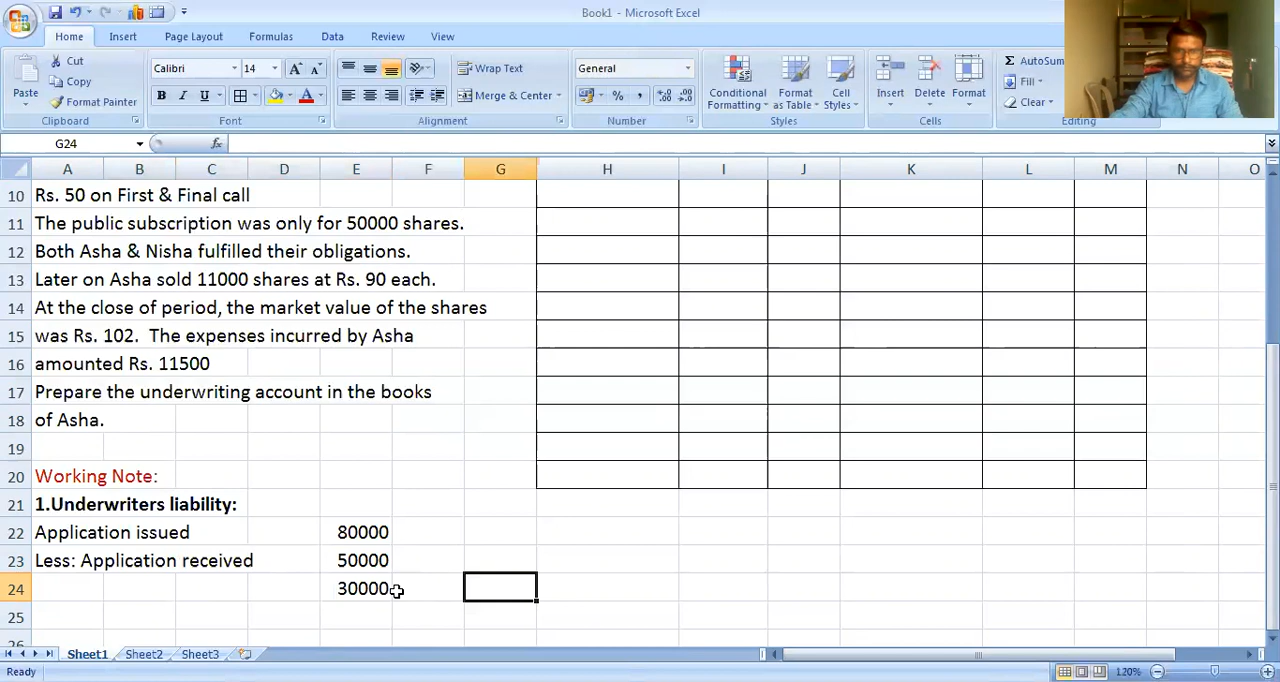 Book1 - Microsoft Excel
Home Insert Page Layout Formulas Data Review View
Cut Calibri 14 Wrap Text General AutoSum
Copy Fill
Paste Format Painter B I U Merge & Center % , Conditional Formatting Format as Table Cell Styles Insert Delete Format Clear
Clipboard Font Alignment Number Styles Cells Editing
G24 fx
A B C D E F G H I J K L M N O
10 Rs. 50 on First & Final call
11 The public subscription was only for 50000 shares.
12 Both Asha & Nisha fulfilled their obligations.
13 Later on Asha sold 11000 shares at Rs. 90 each.
14 At the close of period, the market value of the shares
15 was Rs. 102. The expenses incurred by Asha
16 amounted Rs. 11500
17 Prepare the underwriting account in the books
18 of Asha.
19
20 Working Note:
21 1.Underwriters liability:
22 Application issued 80000
23 Less: Application received 50000
24 30000
25
26
Sheet1 Sheet2 Sheet3
Ready 120%